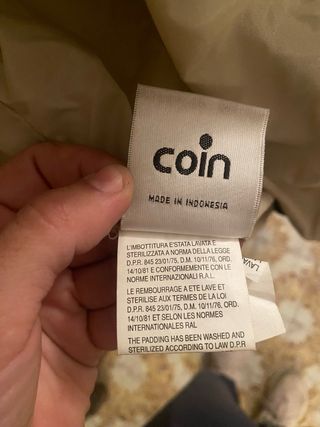 coin
MADE IN INDONESIA
L'IMBOTTITURA E'STATA LAVATA E
STERILIZZATA A NORMA DELLA LEGGE
D.P.R. 845 23/01/75, D.M. 10/11/76, ORD.
14/10/81 E CONFORMEMENTE CON LE
NORME INTERNAZIONALI R.A.L.
LE REMBOURRAGE A ETE LAVE ET
STERILISE AUX TERMES DE LA LOI
D.P.R. 845 23/01/75, D.M. 10/11/76, ORD.
14/10/81 ET SELON LES NORMES
INTERNATIONALES RAL
THE PADDING HAS BEEN WASHED AND
STERILIZED ACCORDING TO LAW D.P.R
LAVA